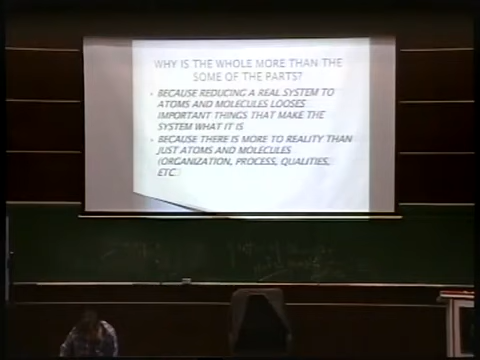 WHY IS THE WHOLE MORE THAN THE
SOME OF THE PARTS?
• BECAUSE REDUCING A REAL SYSTEM TO
ATOMS AND MOLECULES LOOSES
IMPORTANT THINGS THAT MAKE THE
SYSTEM WHAT IT IS
• BECAUSE THERE IS MORE TO REALITY THAN
JUST ATOMS AND MOLECULES
(ORGANIZATION, PROCESS, QUALITIES,
ETC.)